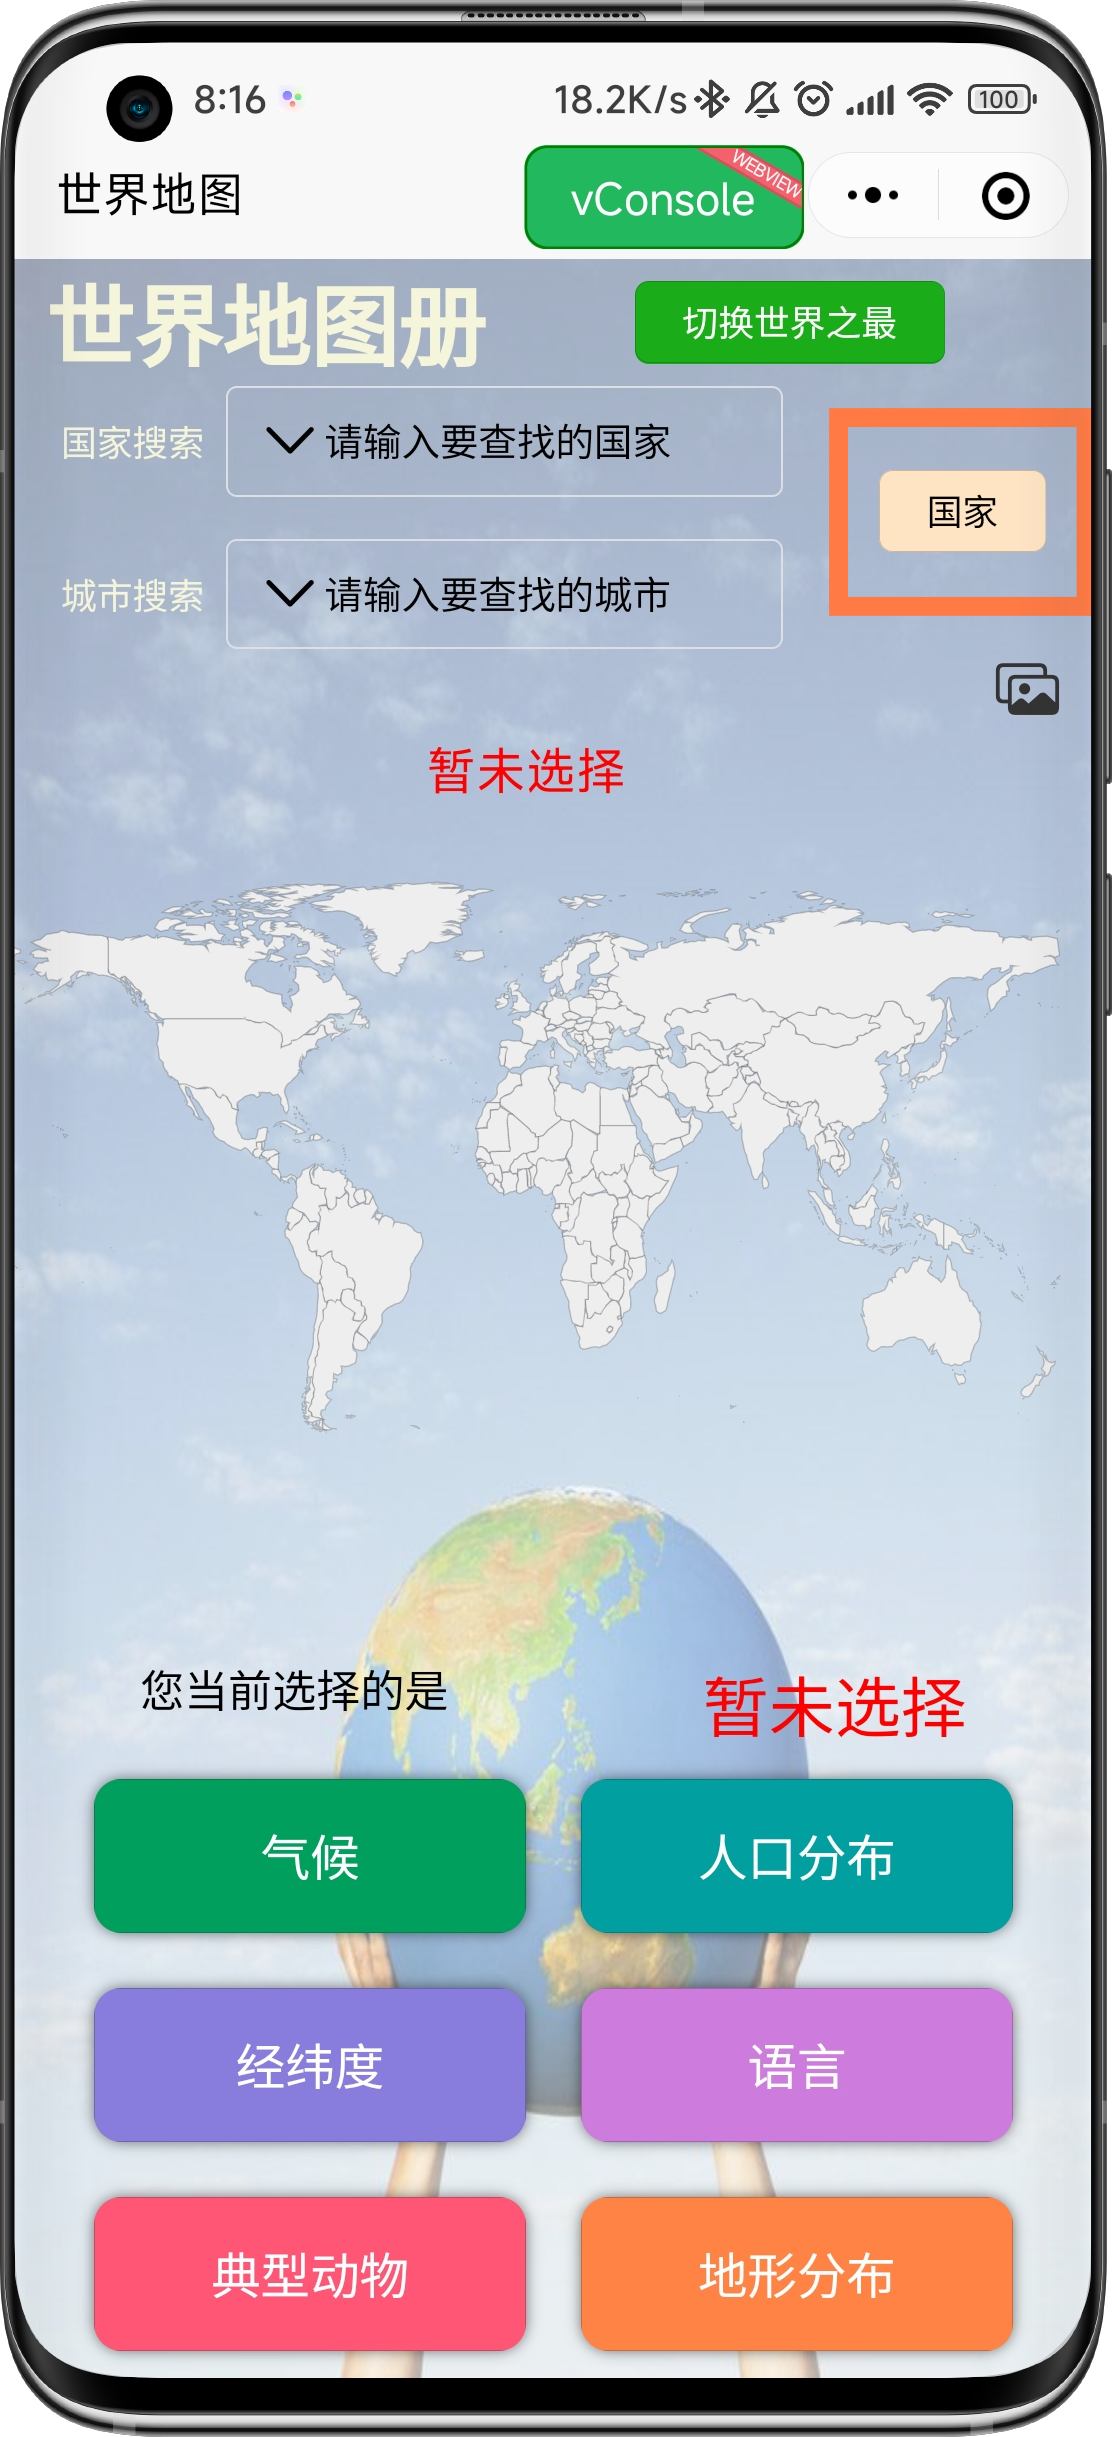 8:16 18.2K/s 100
世界地图 vConsole WEBVIEW
世界地图册 切换世界之最
国家搜索 请输入要查找的国家
国家
城市搜索 请输入要查找的城市
暂未选择
您当前选择的是 暂未选择
气候 人口分布
经纬度 语言
典型动物 地形分布